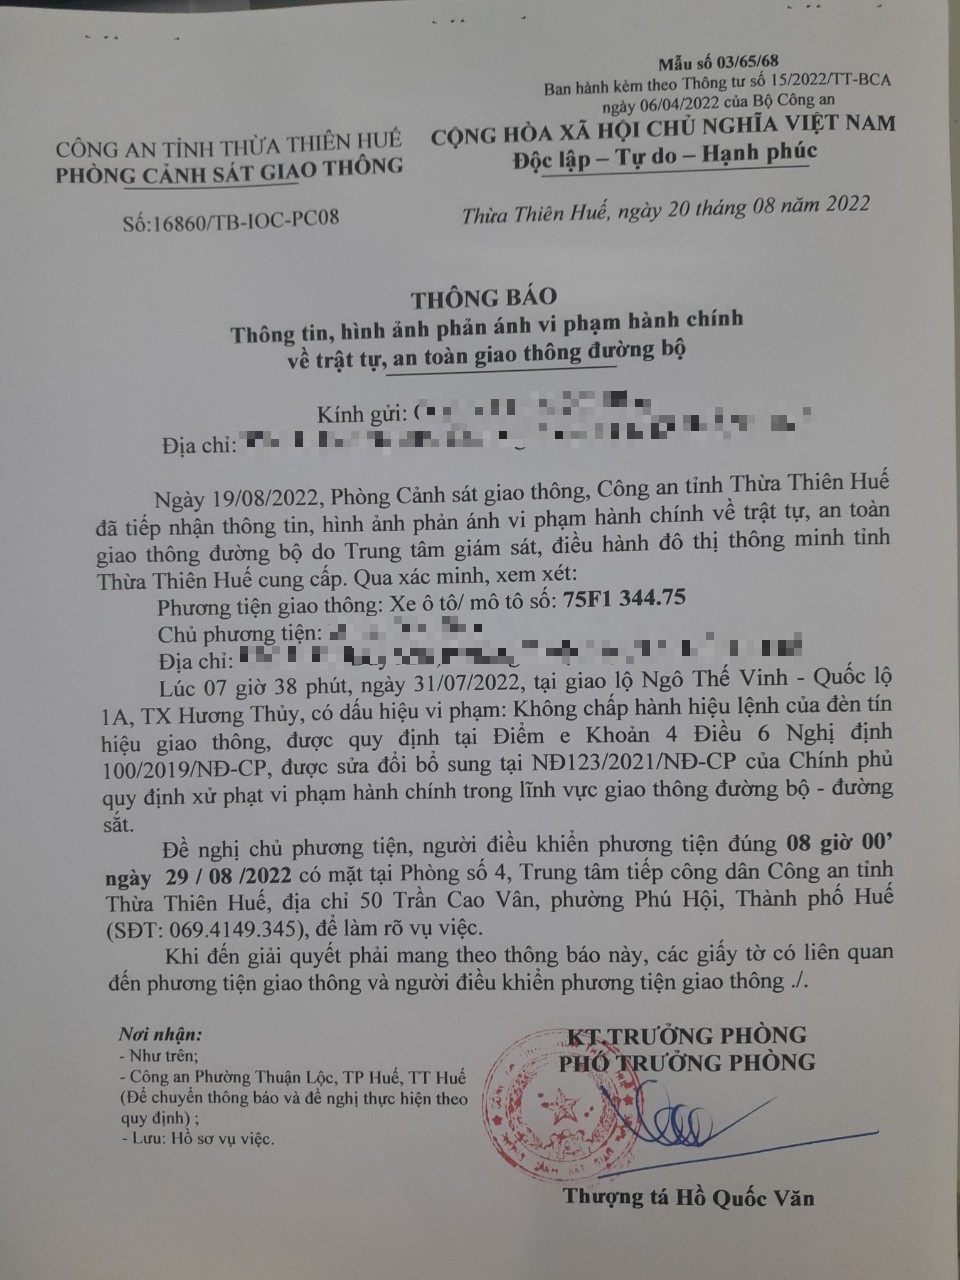 Mẫu số 03/65/68
Ban hành kèm theo Thông tư số 15/2022/TT-BCA
ngày 06/04/2022 của Bộ Công an
CÔNG AN TỈNH THỪA THIÊN HUẾ
PHÒNG CẢNH SÁT GIAO THÔNG
CỘNG HÒA XÃ HỘI CHỦ NGHĨA VIỆT NAM
Độc lập – Tự do – Hạnh phúc
Số:16860/TB-IOC-PC08
Thừa Thiên Huế, ngày 20 tháng 08 năm 2022
THÔNG BÁO
Thông tin, hình ảnh phản ánh vi phạm hành chính
về trật tự, an toàn giao thông đường bộ
Kính gửi:
Địa chỉ:
Ngày 19/08/2022, Phòng Cảnh sát giao thông, Công an tỉnh Thừa Thiên Huế
đã tiếp nhận thông tin, hình ảnh phản ánh vi phạm hành chính về trật tự, an toàn
giao thông đường bộ do Trung tâm giám sát, điều hành đô thị thông minh tỉnh
Thừa Thiên Huế cung cấp. Qua xác minh, xem xét:
Phương tiện giao thông: Xe ô tô/ mô tô số: 75F1 344.75
Chủ phương tiện:
Địa chỉ:
Lúc 07 giờ 38 phút, ngày 31/07/2022, tại giao lộ Ngô Thế Vinh - Quốc lộ
1A, TX Hương Thủy, có dấu hiệu vi phạm: Không chấp hành hiệu lệnh của đèn tín
hiệu giao thông, được quy định tại Điểm e Khoản 4 Điều 6 Nghị định
100/2019/NĐ-CP, được sửa đổi bổ sung tại NĐ123/2021/NĐ-CP của Chính phủ
quy định xử phạt vi phạm hành chính trong lĩnh vực giao thông đường bộ - đường
sắt.
Đề nghị chủ phương tiện, người điều khiển phương tiện đúng 08 giờ 00’
ngày 29 / 08 /2022 có mặt tại Phòng số 4, Trung tâm tiếp công dân Công an tỉnh
Thừa Thiên Huế, địa chỉ 50 Trần Cao Vân, phường Phú Hội, Thành phố Huế
(SĐT: 069.4149.345), để làm rõ vụ việc.
Khi đến giải quyết phải mang theo thông báo này, các giấy tờ có liên quan
đến phương tiện giao thông và người điều khiển phương tiện giao thông ./.
Nơi nhận:
- Như trên;
- Công an Phường Thuận Lộc, TP Huế, TT Huế
(Để chuyển thông báo và đề nghị thực hiện theo
quy định) ;
- Lưu: Hồ sơ vụ việc.
KT.TRƯỞNG PHÒNG
PHÓ TRƯỞNG PHÒNG
Thượng tá Hồ Quốc Văn